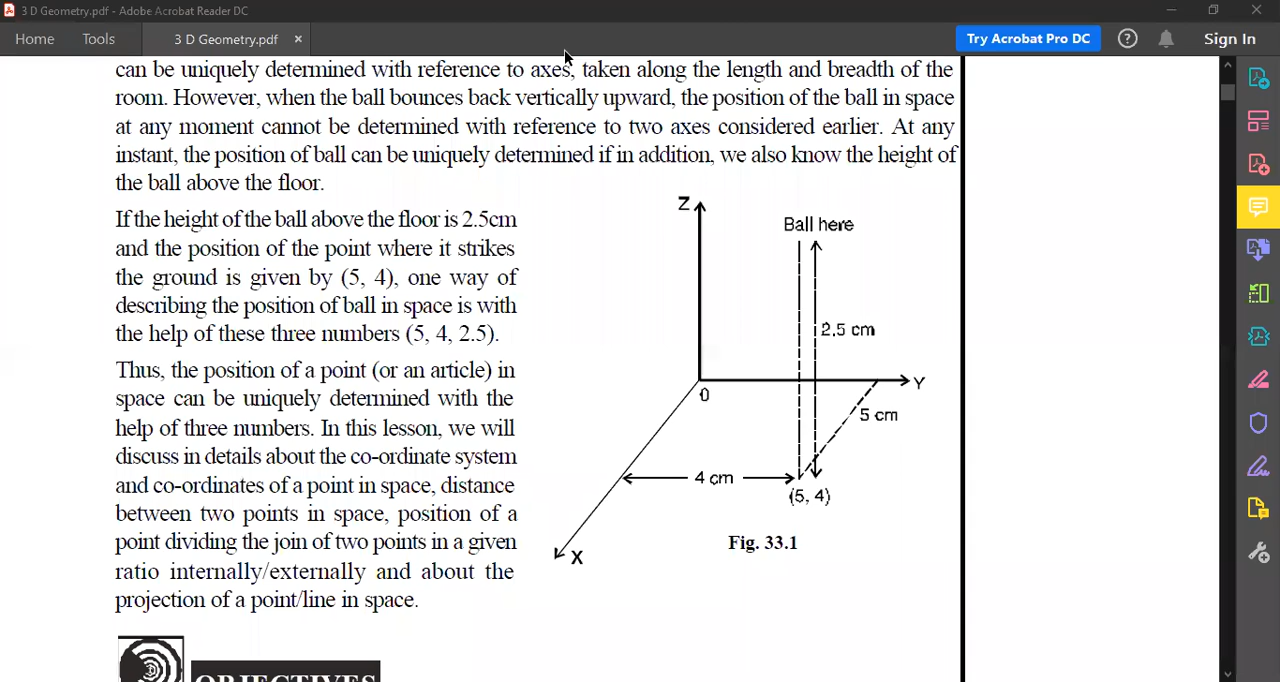 3 D Geometry.pdf - Adobe Acrobat Reader DC
Home Tools 3 D Geometry.pdf × Try Acrobat Pro DC ? Sign In
can be uniquely determined with reference to axes, taken along the length and breadth of the
room. However, when the ball bounces back vertically upward, the position of the ball in space
at any moment cannot be determined with reference to two axes considered earlier. At any
instant, the position of ball can be uniquely determined if in addition, we also know the height of
the ball above the floor.
If the height of the ball above the floor is 2.5cm
and the position of the point where it strikes
the ground is given by (5, 4), one way of
describing the position of ball in space is with
the help of these three numbers (5, 4, 2.5).
Thus, the position of a point (or an article) in
space can be uniquely determined with the
help of three numbers. In this lesson, we will
discuss in details about the co-ordinate system
and co-ordinates of a point in space, distance
between two points in space, position of a
point dividing the join of two points in a given
ratio internally/externally and about the
projection of a point/line in space.
Z
Ball here
2.5 cm
0
Y
5 cm
4 cm
(5, 4)
X
Fig. 33.1
OBJECTIVES